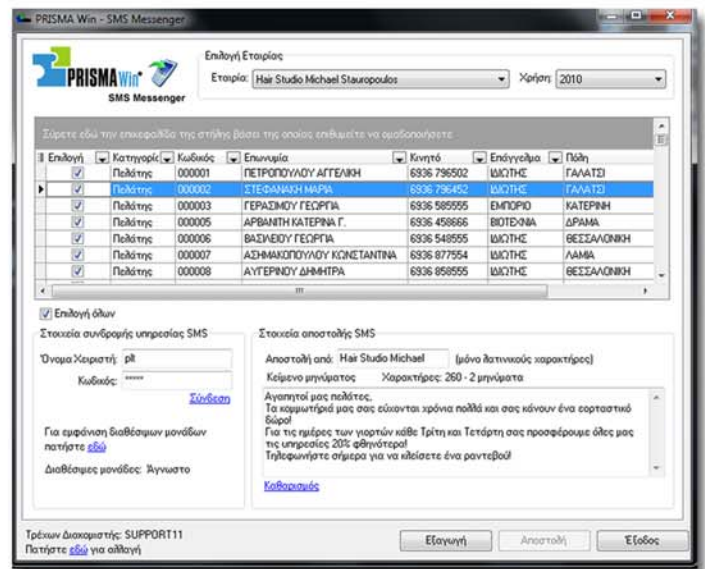 PRISMA Win - SMS Messenger
PRISMA Win
SMS Messenger
Επιλογή Εταιρίας
Εταιρία: Hair Studio Michael Stauropoulos Χρήση: 2010
Σύρετε εδώ την επικεφαλίδα της στήλης βάσει της οποίας επιθυμείτε να ομαδοποιήσετε
Επιλογή Κατηγορίς Κωδικός Επωνυμία Κινητό Επάγγελμα Πόλη
Πελάτης 000001 ΠΕΤΡΟΠΟΥΛΟΥ ΑΓΓΕΛΙΚΗ 6936 796502 ΙΔΙΩΤΗΣ ΓΑΛΑΤΣΙ
Πελάτης 000002 ΣΤΕΦΑΝΑΚΗ ΜΑΡΙΑ 6936 796452 ΙΔΙΩΤΗΣ ΓΑΛΑΤΣΙ
Πελάτης 000003 ΓΕΡΑΣΙΜΟΥ ΓΕΩΡΓΙΑ 6936 585555 ΕΜΠΟΡΙΟ ΚΑΤΕΡΙΝΗ
Πελάτης 000005 ΑΡΒΑΝΙΤΗ ΚΑΤΕΡΙΝΑ Γ. 6936 458666 ΒΙΟΤΕΧΝΙΑ ΔΡΑΜΑ
Πελάτης 000006 ΒΑΣΙΛΕΙΟΥ ΓΕΩΡΓΙΑ 6936 548555 ΙΔΙΩΤΗΣ ΘΕΣΣΑΛΟΝΙΚΗ
Πελάτης 000007 ΑΣΗΜΑΚΟΠΟΥΛΟΥ ΚΩΝΣΤΑΝΤΙΝΑ 6936 877554 ΙΔΙΩΤΗΣ ΛΑΜΙΑ
Πελάτης 000008 ΑΥΓΕΡΙΝΟΥ ΔΗΜΗΤΡΑ 6936 858555 ΙΔΙΩΤΗΣ ΘΕΣΣΑΛΟΝΙΚΗ
Επιλογή όλων
Στοιχεία συνδρομής υπηρεσίας SMS
Όνομα Χειριστή: plt
Κωδικός: *****
Σύνδεση
Για εμφάνιση διαθέσιμων μονάδων
πατήστε εδώ
Διαθέσιμες μονάδες: Άγνωστο
Στοιχεία αποστολής SMS
Αποστολή από: Hair Studio Michael (μόνο λατινικούς χαρακτήρες)
Κείμενο μηνύματος Χαρακτήρες: 260 - 2 μηνύματα
Αγαπητοί μας πελάτες,
Τα κομμωτήριά μας σας εύχονται χρόνια πολλά και σας κάνουν ένα εορταστικό
δώρο!
Για τις ημέρες των γιορτών κάθε Τρίτη και Τετάρτη σας προσφέρουμε όλες μας
τις υπηρεσίες 20% φθηνότερα!
Τηλεφωνήστε σήμερα για να κλείσετε ένα ραντεβού!
Καθαρισμός
Τρέχων Διακομιστής: SUPPORT11
Πατήστε εδώ για αλλαγή
Εξαγωγή Αποστολή Έξοδος